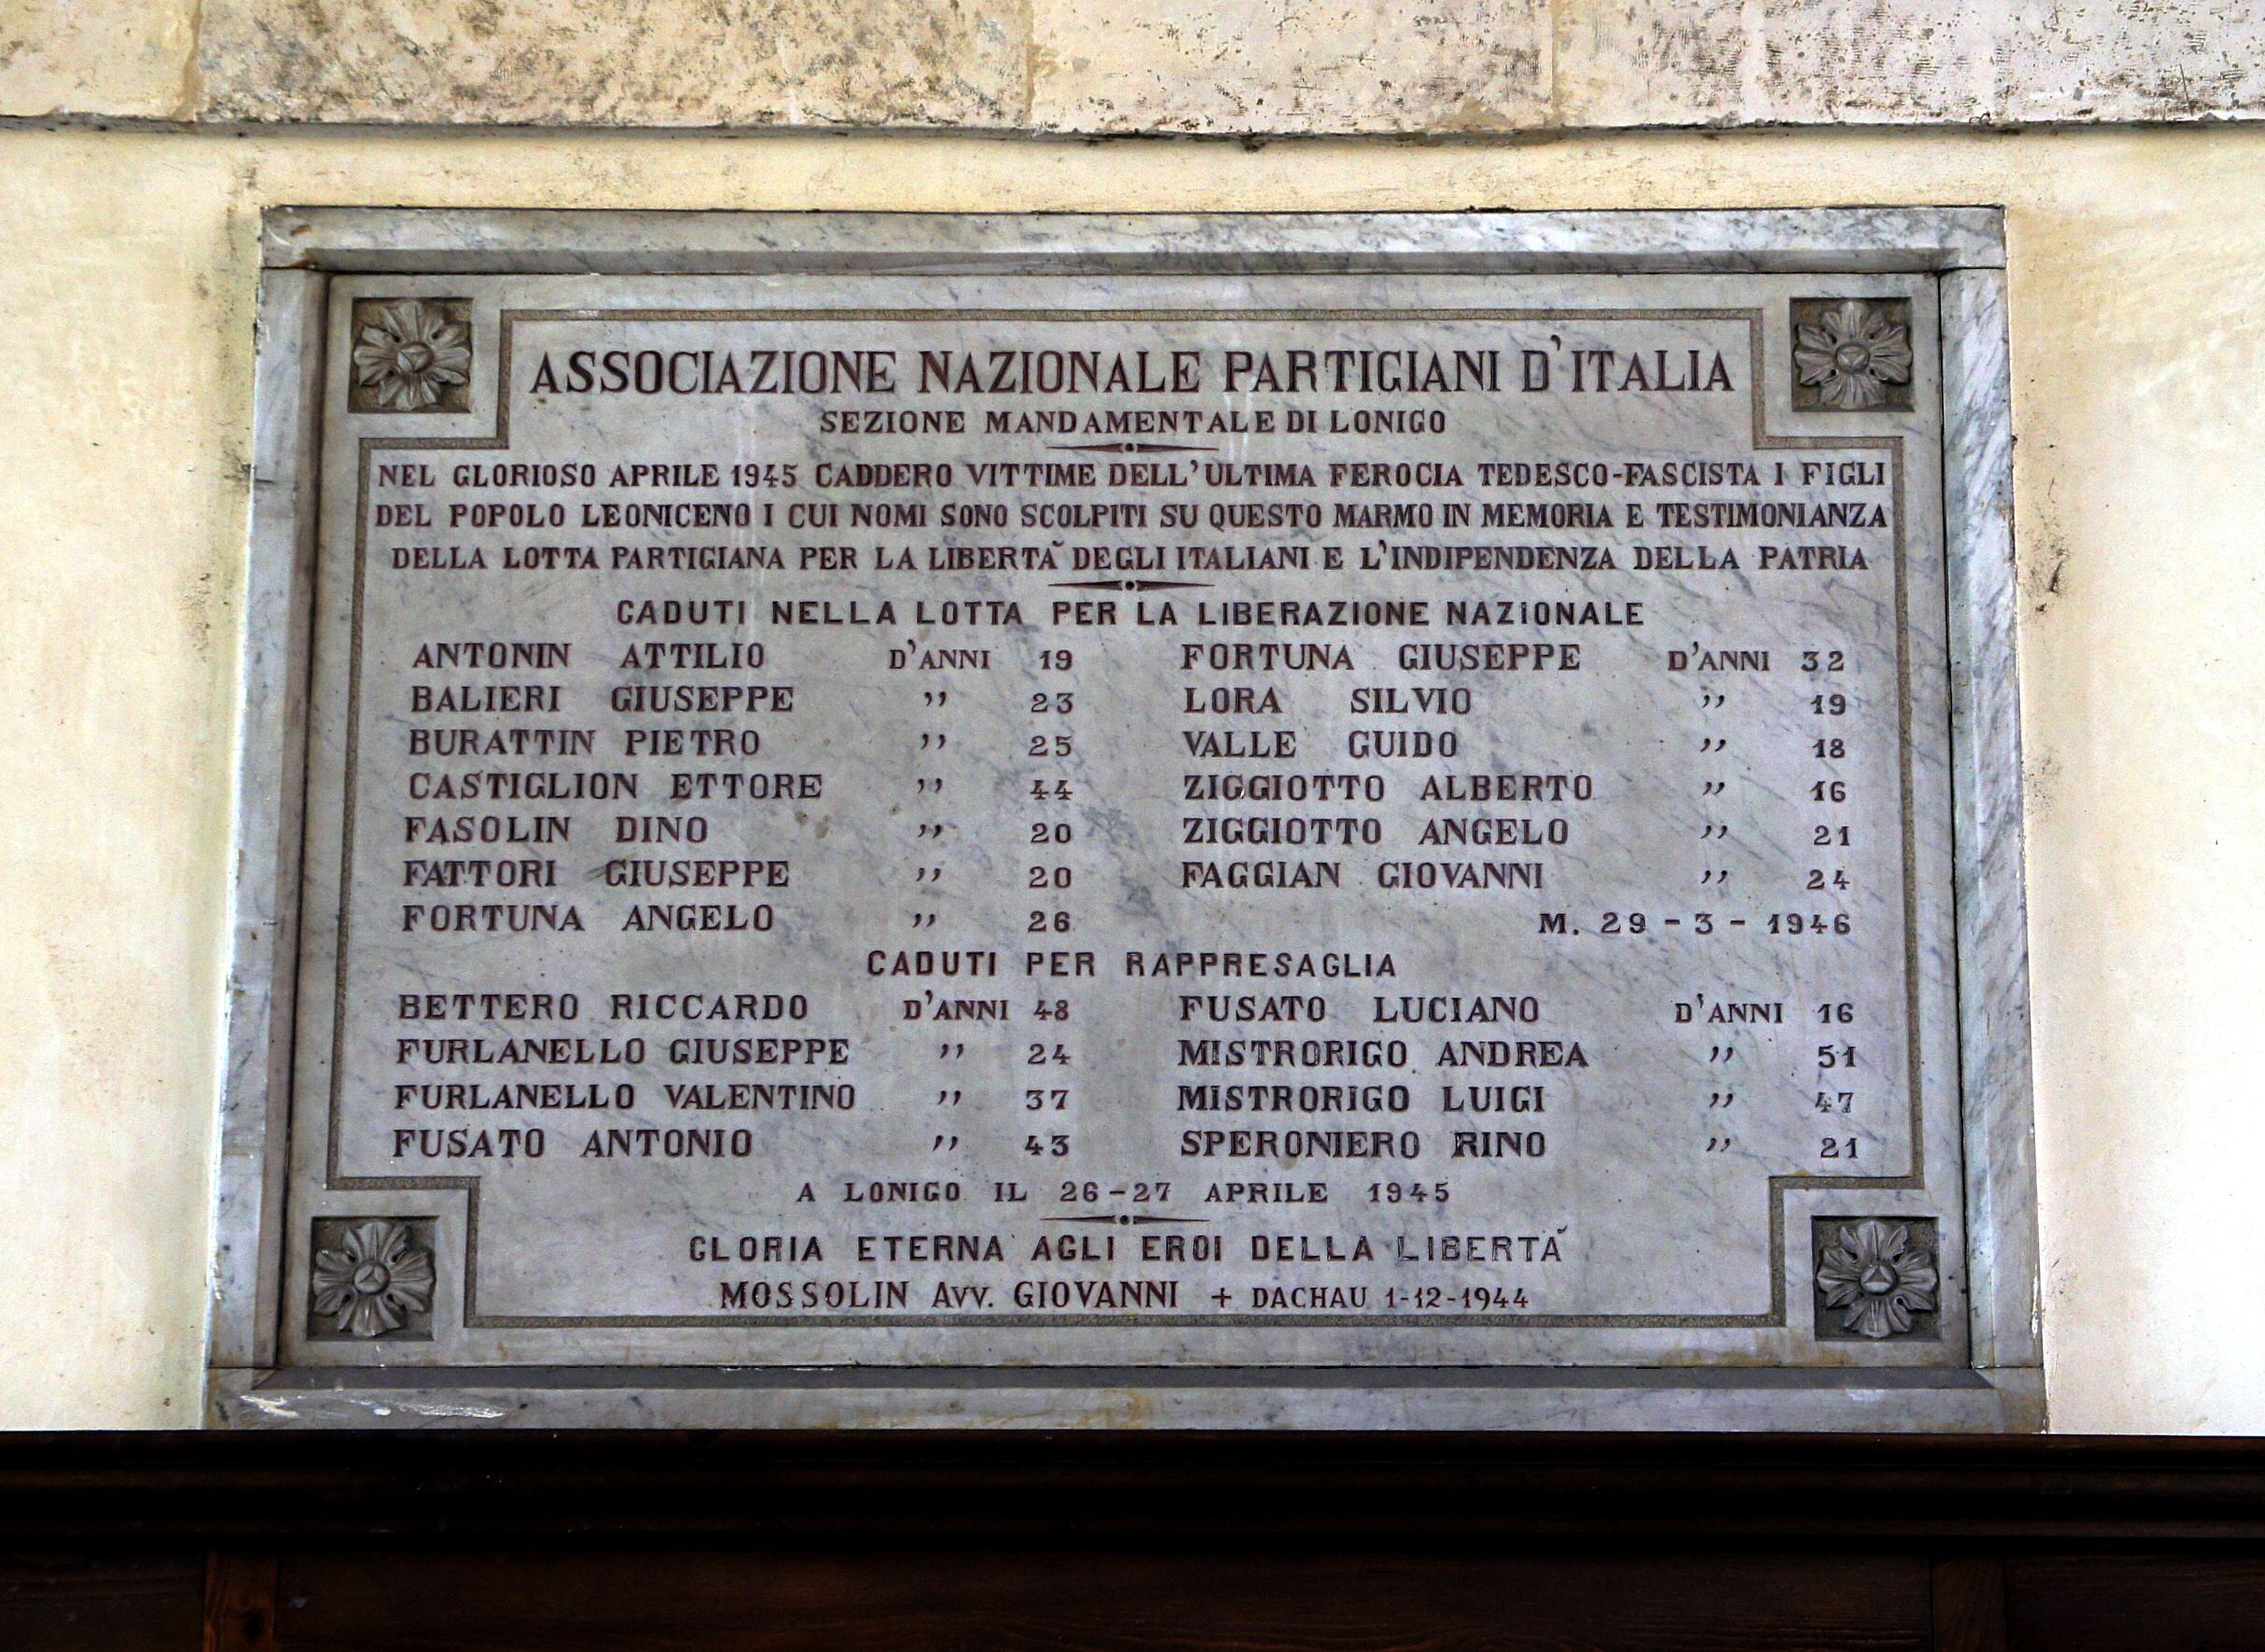 ASSOCIAZIONE NAZIONALE PARTIGIANI D'ITALIA
SEZIONE MANDAMENTALE DI LONIGO
NEL GLORIOSO APRILE 1945 CADDERO VITTIME DELL'ULTIMA FEROCIA TEDESCO-FASCISTA I FIGLI
DEL POPOLO LEONICENO I CUI NOMI SONO SCOLPITI SU QUESTO MARMO IN MEMORIA E TESTIMONIANZA
DELLA LOTTA PARTIGIANA PER LA LIBERTÀ DEGLI ITALIANI E L'INDIPENDENZA DELLA PATRIA
CADUTI NELLA LOTTA PER LA LIBERAZIONE NAZIONALE
ANTONIN ATTILIO D'ANNI 19 FORTUNA GIUSEPPE D'ANNI 32
BALIERI GIUSEPPE " 23 LORA SILVIO " 19
BURATTIN PIETRO " 25 VALLE GUIDO " 18
CASTIGLION ETTORE " 44 ZIGGIOTTO ALBERTO " 16
FASOLIN DINO " 20 ZIGGIOTTO ANGELO " 21
FATTORI GIUSEPPE " 20 FAGGIAN GIOVANNI " 24
FORTUNA ANGELO " 26 M. 29 - 3 - 1946
CADUTI PER RAPPRESAGLIA
BETTERO RICCARDO D'ANNI 48 FUSATO LUCIANO D'ANNI 16
FURLANELLO GIUSEPPE " 24 MISTRORIGO ANDREA " 51
FURLANELLO VALENTINO " 37 MISTRORIGO LUIGI " 47
FUSATO ANTONIO " 43 SPERONIERO RINO " 21
A LONIGO IL 26-27 APRILE 1945
GLORIA ETERNA AGLI EROI DELLA LIBERTÀ
MOSSOLIN AVV. GIOVANNI + DACHAU 1-12-1944